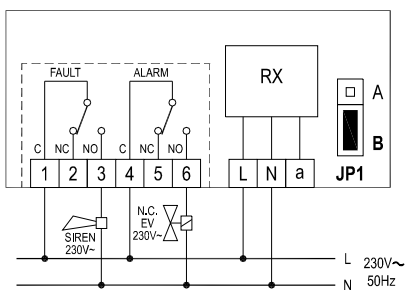 FAULT ALARM
RX
A
C NC NO C NC NO
B
1 2 3 4 5 6 L N a JP1
SIREN
230V~
N.C.
EV
230V~
L
230V~
N
50Hz